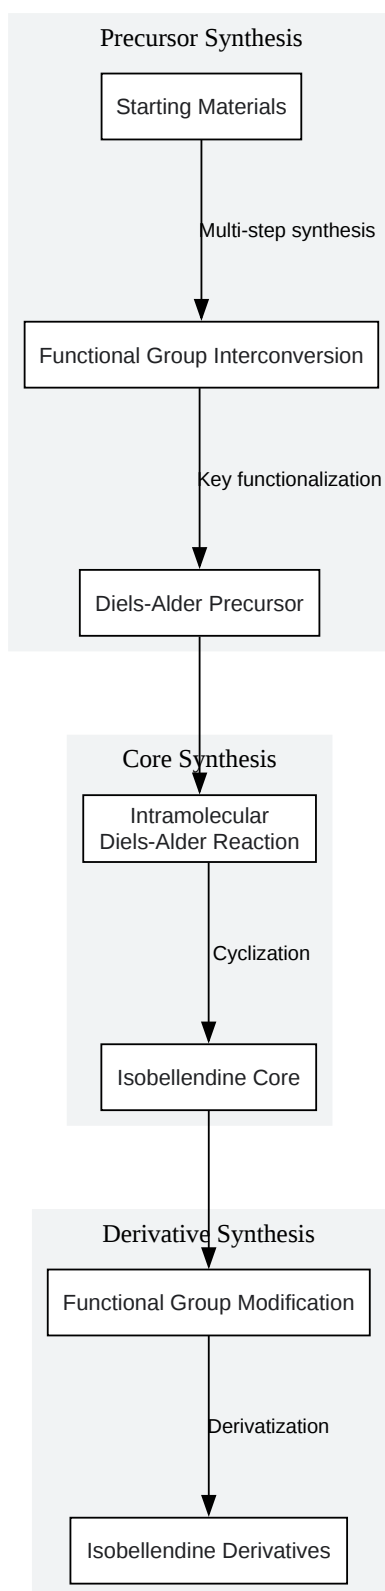 Precursor Synthesis
Starting Materials
Multi-step synthesis
Functional Group Interconversion
Key functionalization
Diels-Alder Precursor
Core Synthesis
Intramolecular
Diels-Alder Reaction
Cyclization
Isobellendine Core
Derivative Synthesis
Functional Group Modification
Derivatization
Isobellendine Derivatives